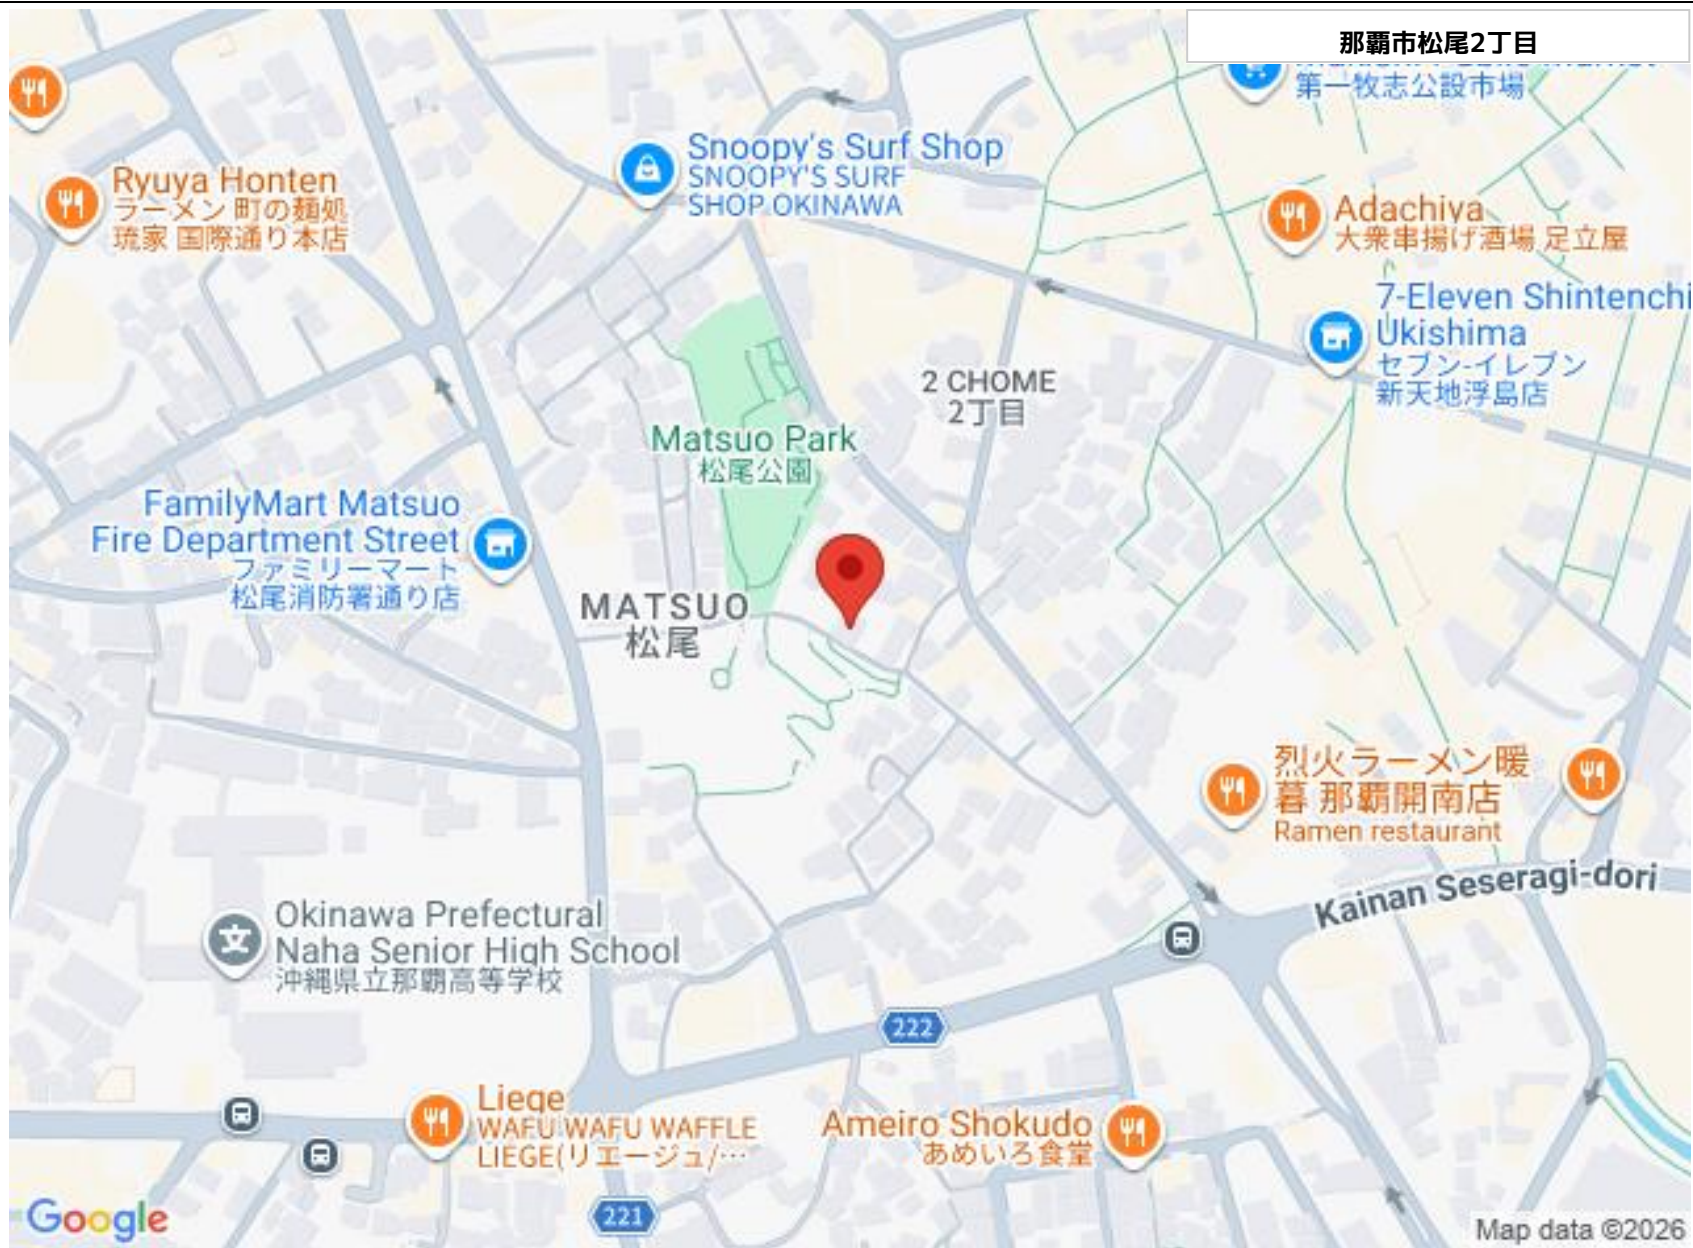 那覇市松尾2丁目
第一牧志公設市場
Snoopy's Surf Shop
SNOOPY'S SURF
SHOP OKINAWA
Ryuya Honten
ラーメン 町の麺処
琉家 国際通り本店
Adachiya
大衆串揚げ酒場 足立屋
7-Eleven Shintenchi
Ukishima
セブン-イレブン
新天地浮島店
2 CHOME
2丁目
Matsuo Park
松尾公園
FamilyMart Matsuo
Fire Department Street
ファミリーマート
松尾消防署通り店
MATSUO
松尾
烈火ラーメン暖
暮 那覇開南店
Ramen restaurant
Kainan Seseragi-dori
Okinawa Prefectural
Naha Senior High School
沖縄県立那覇高等学校
222
Liege
WAFU WAFU WAFFLE
LIEGE(リエージュ/…
Ameiro Shokudo
あめいろ食堂
221
Google
Map data ©2026